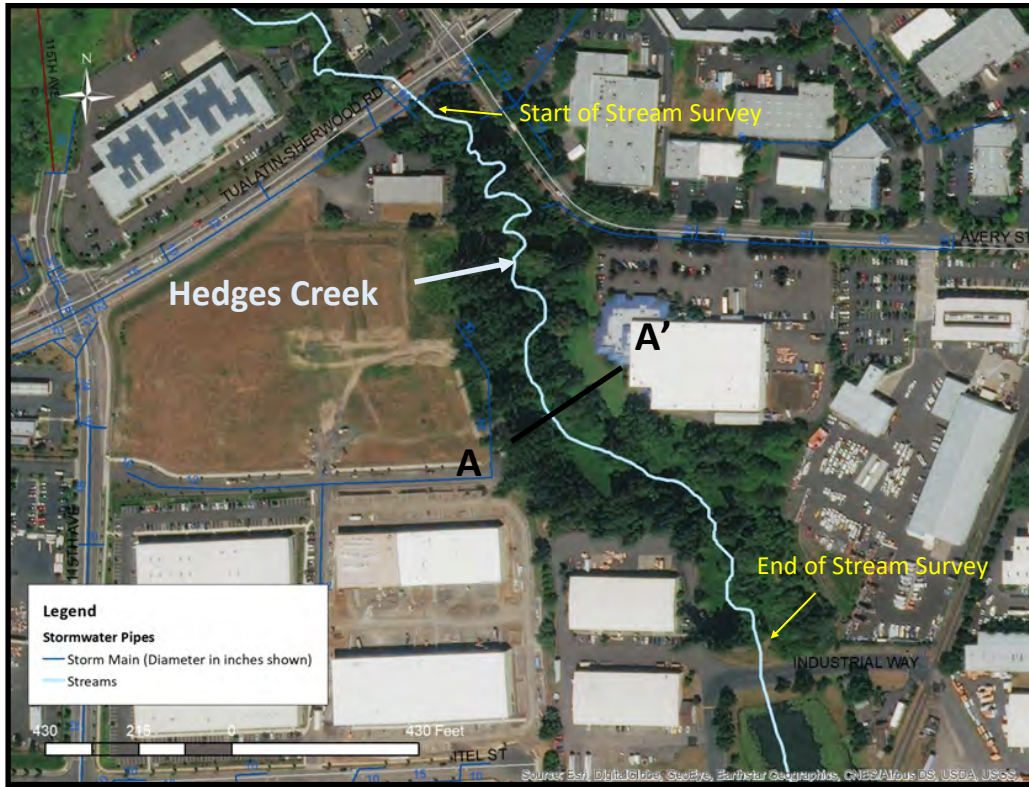 115TH AVE
N
Start of Stream Survey
TUALATIN-SHERWOOD RD
AVERY ST
Hedges Creek
A'
A
115TH AVE
End of Stream Survey
INDUSTRIAL WAY
Legend
Stormwater Pipes
Storm Main (Diameter in inches shown)
Streams
430 215 0 430 Feet
ITEL ST
Source: Esri, DigitalGlobe, GeoEye, Earthstar Geographics, CNES/Airbus DS, USDA, USGS,